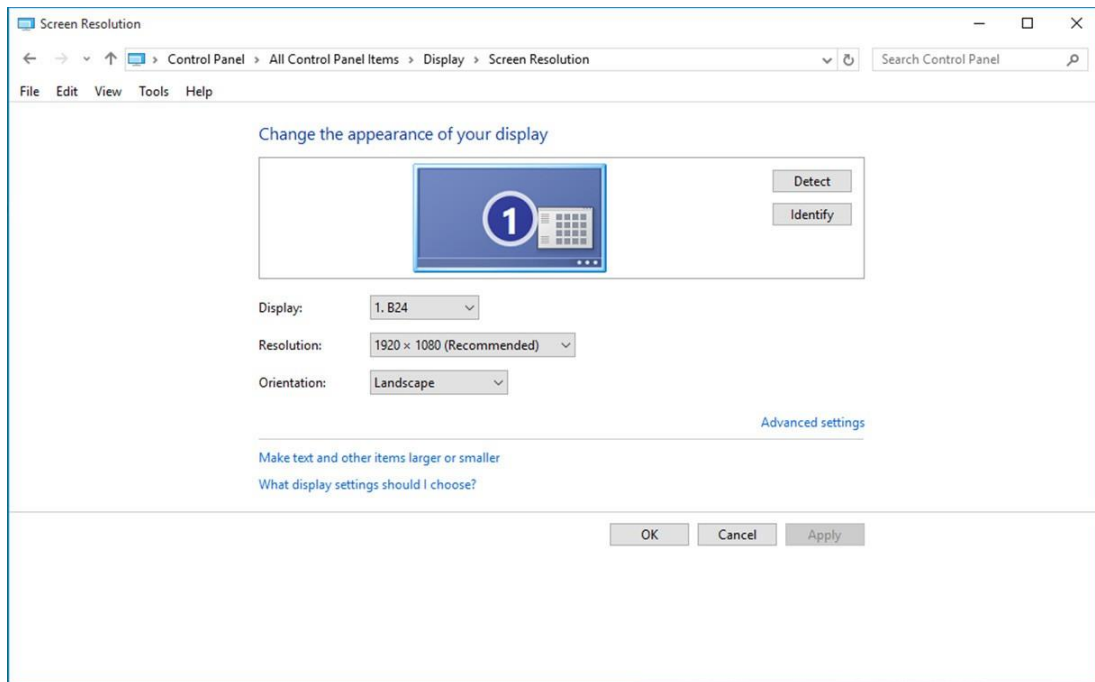 Screen Resolution
Control Panel > All Control Panel Items > Display > Screen Resolution
Search Control Panel
File Edit View Tools Help
Change the appearance of your display
1
Detect
Identify
Display: 1. B24
Resolution: 1920 × 1080 (Recommended)
Orientation: Landscape
Advanced settings
Make text and other items larger or smaller
What display settings should I choose?
OK Cancel Apply